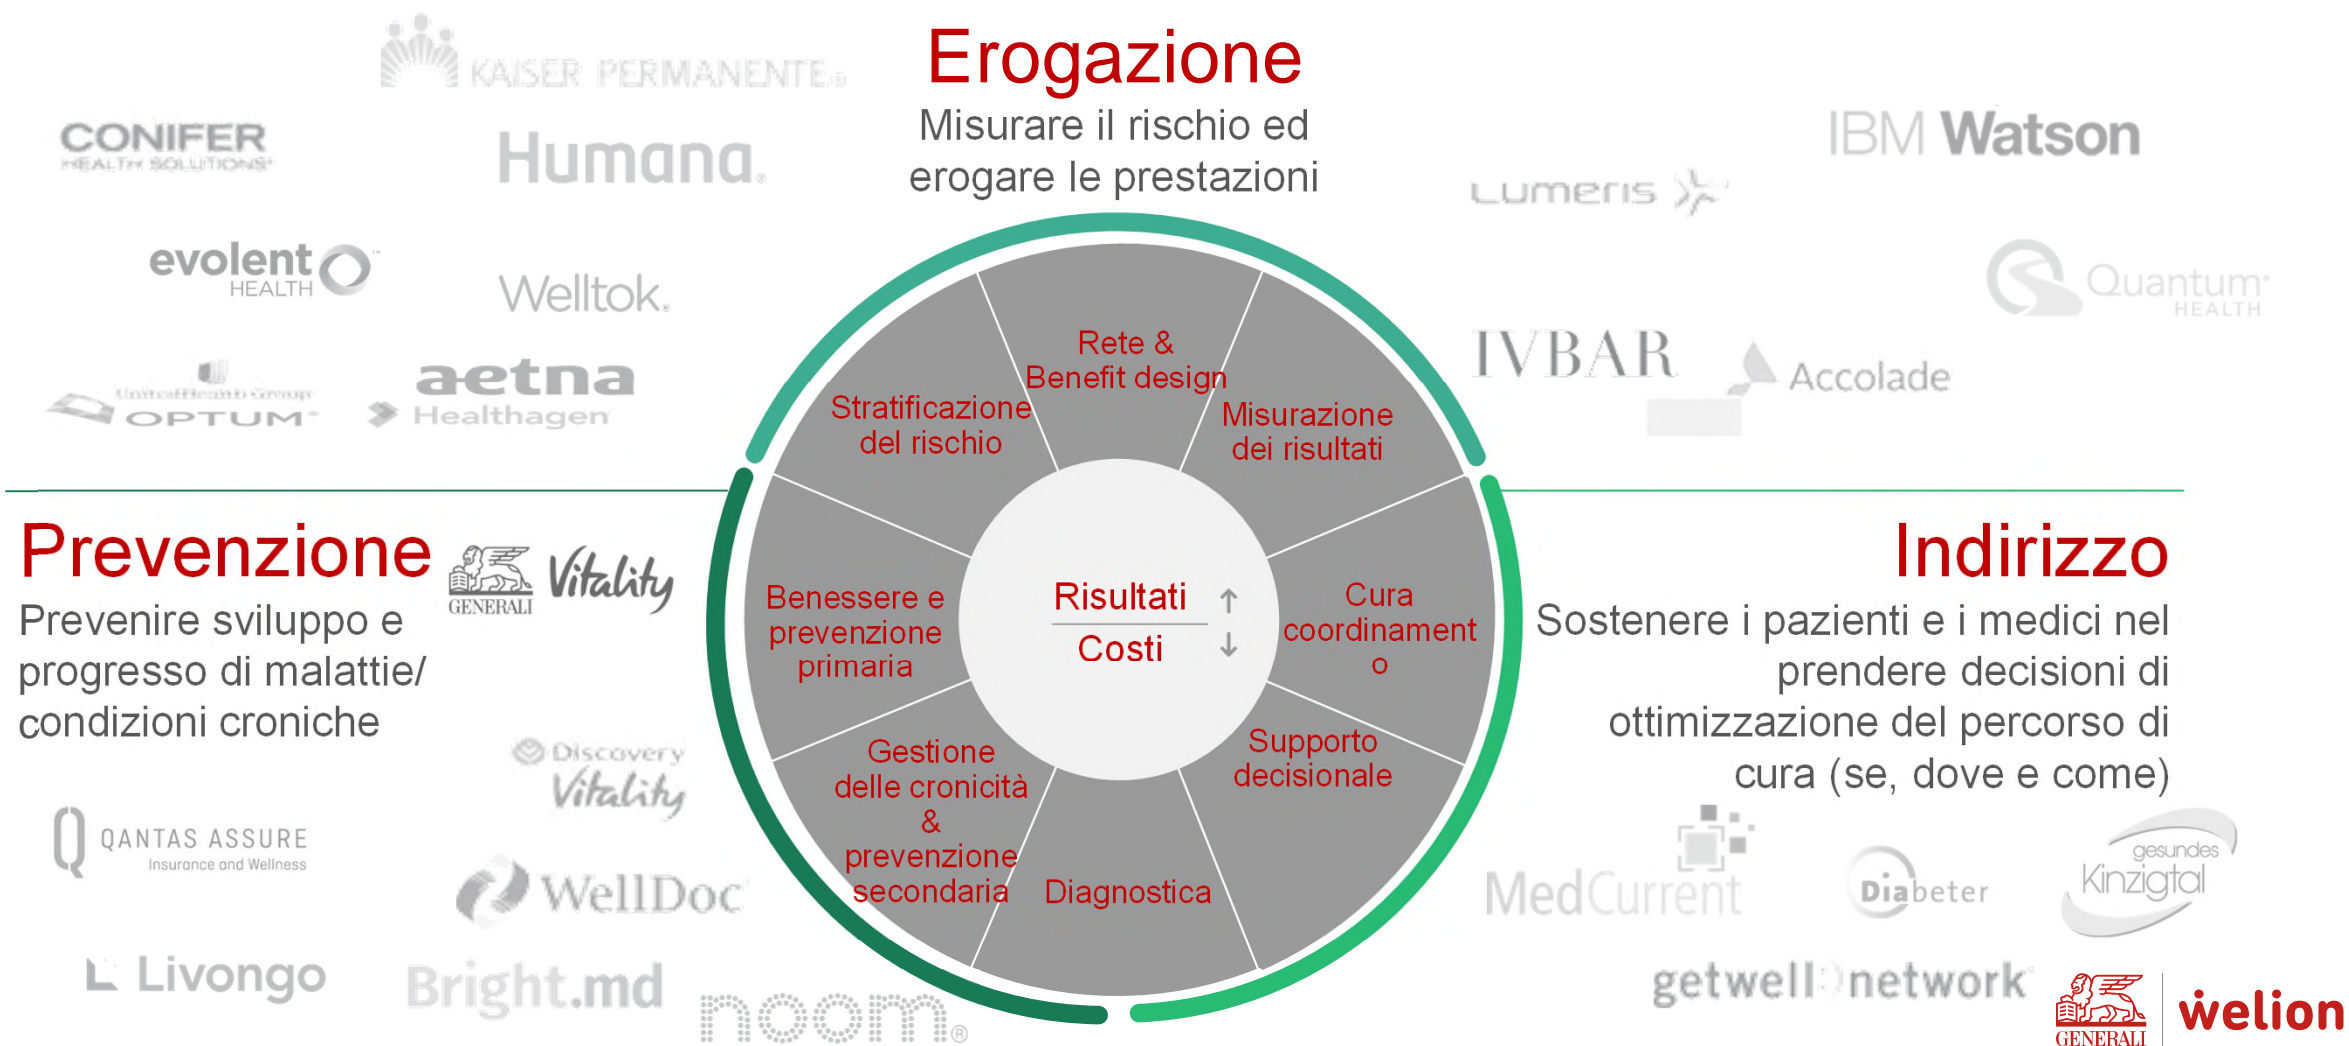 KAISER PERMANENTE®
Erogazione
Misurare il rischio ed
erogare le prestazioni
CONIFER
HEALTH SOLUTIONS®
Humana®
IBM Watson
LUMERIS
evolent™
HEALTH
Welltok®
Quantum®
HEALTH
IVBAR
Accolade
UnitedHealth Group
OPTUM®
aetna
Healthagen
Rete &
Benefit design
Stratificazione
del rischio
Misurazione
dei risultati
Prevenzione
Prevenire sviluppo e
progresso di malattie/
condizioni croniche
GENERALI
Vitality
Benessere e
prevenzione
primaria
Risultati ↑
Costi ↓
Cura
coordinament
o
Indirizzo
Sostenere i pazienti e i medici nel
prendere decisioni di
ottimizzazione del percorso di
cura (se, dove e come)
Gestione
delle cronicità
&
prevenzione
secondaria
Diagnostica
Supporto
decisionale
Discovery
Vitality
QANTAS ASSURE
Insurance and Wellness
WellDoc
Livongo
Bright.md
noom®
MedCurrent
Diabeter
gesundes
Kinzigtal
getwell:)network
GENERALI
welion